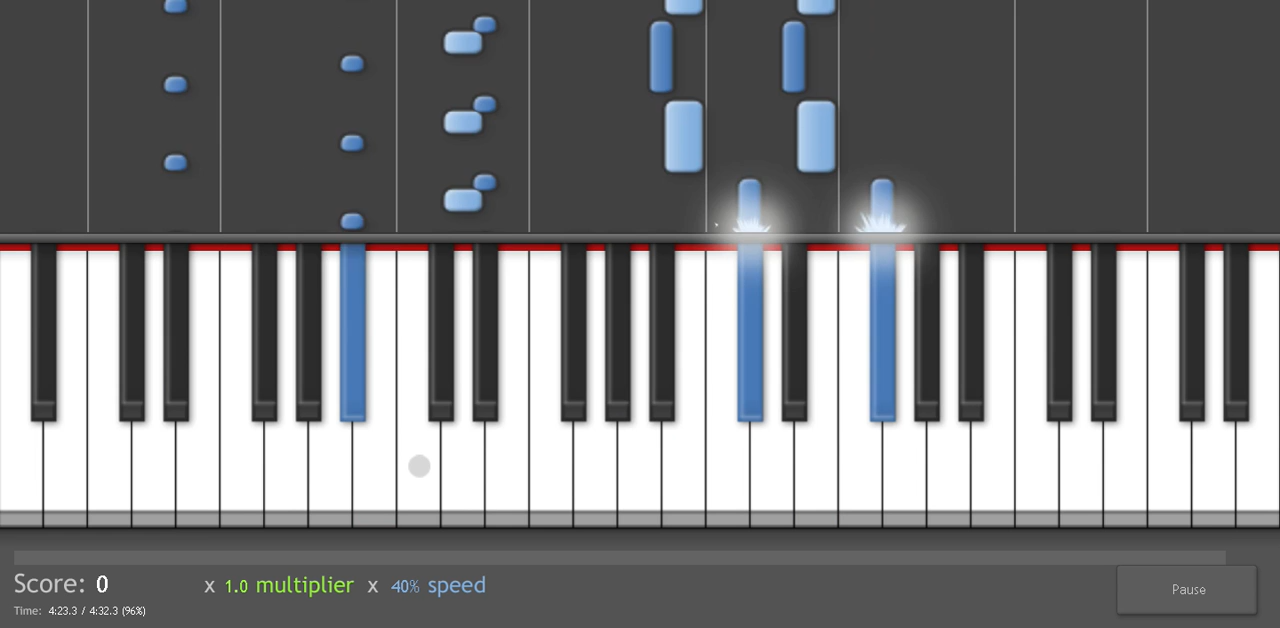 Score: 0 x 1.0 multiplier x 40% speed
Time: 4:23.3 / 4:32.3 (96%)
Pause